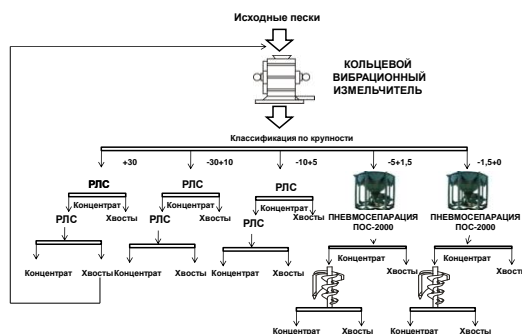 Исходные пески
КОЛЬЦЕВОЙ
ВИБРАЦИОННЫЙ
ИЗМЕЛЬЧИТЕЛЬ
Классификация по крупности
+30 -30+10 -10+5 -5+1,5 -1,5+0
РЛС РЛС РЛС
Концентрат Концентрат Концентрат
Хвосты Хвосты Хвосты
РЛС РЛС РЛС
ПНЕВМОСЕПАРАЦИЯ ПНЕВМОСЕПАРАЦИЯ
ПОС-2000 ПОС-2000
Концентрат Хвосты Концентрат Хвосты
Концентрат Хвосты Концентрат Хвосты Концентрат Хвосты
Концентрат Хвосты Концентрат Хвосты